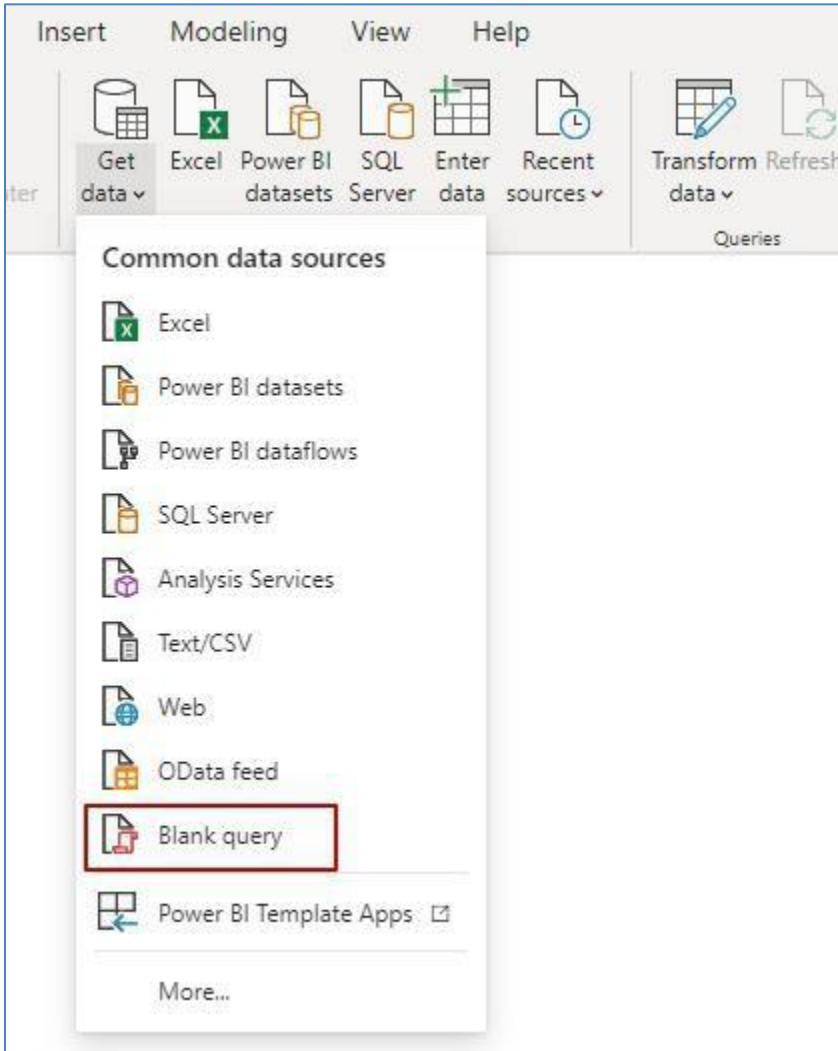 Insert Modeling View Help
Get data Excel Power BI datasets SQL Server Enter data Recent sources Transform data Refresh
Queries
Common data sources
Excel
Power BI datasets
Power BI dataflows
SQL Server
Analysis Services
Text/CSV
Web
OData feed
Blank query
Power BI Template Apps
More...